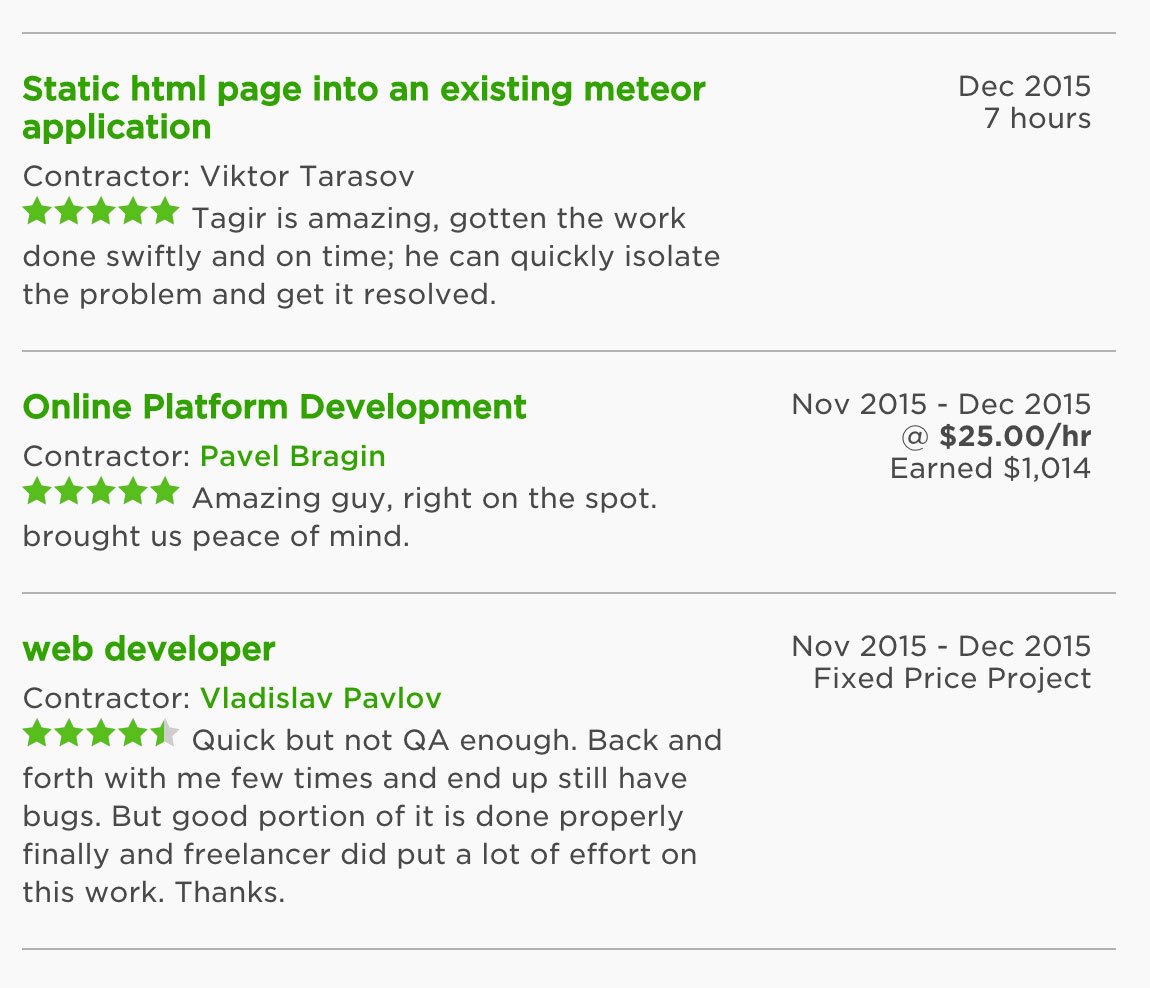 Static html page into an existing meteor
application
Dec 2015
7 hours
Contractor: Viktor Tarasov
Tagir is amazing, gotten the work
done swiftly and on time; he can quickly isolate
the problem and get it resolved.
Online Platform Development
Nov 2015 - Dec 2015
@ $25.00/hr
Earned $1,014
Contractor: Pavel Bragin
Amazing guy, right on the spot.
brought us peace of mind.
web developer
Nov 2015 - Dec 2015
Fixed Price Project
Contractor: Vladislav Pavlov
Quick but not QA enough. Back and
forth with me few times and end up still have
bugs. But good portion of it is done properly
finally and freelancer did put a lot of effort on
this work. Thanks.